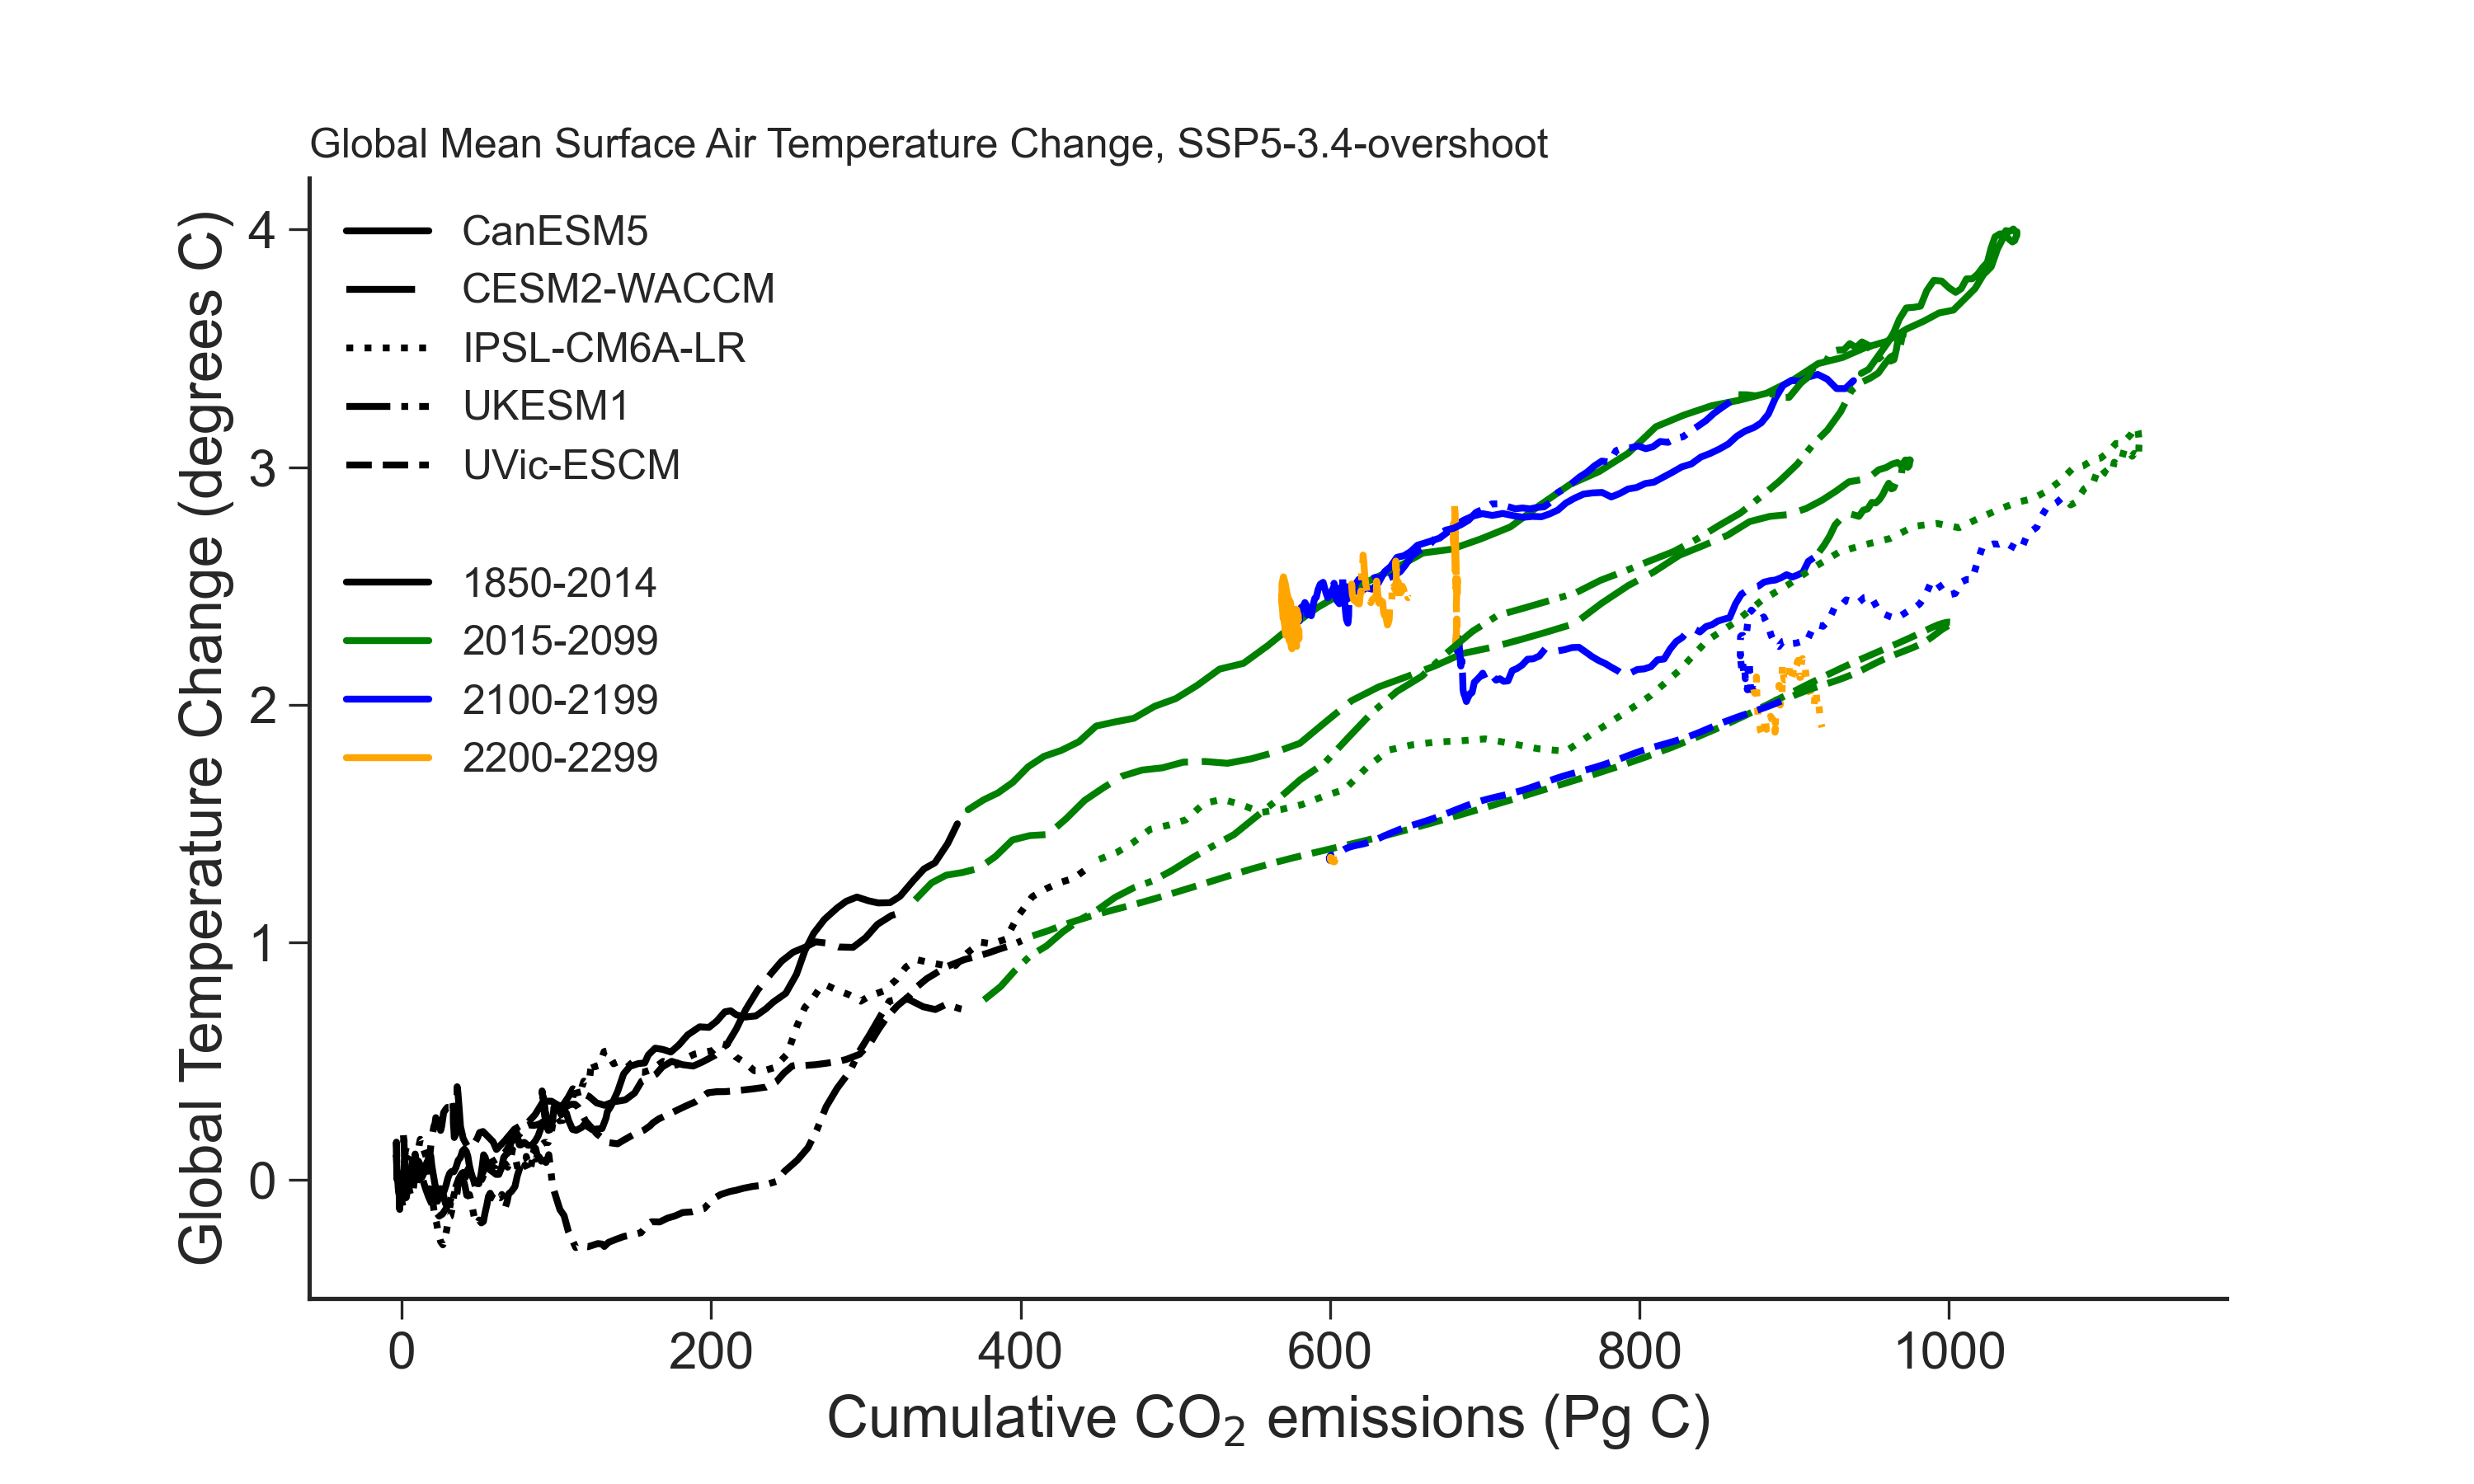 Global Mean Surface Air Temperature Change, SSP5-3.4-overshoot
Global Temperature Change (degrees C)
4
3
2
1
0
CanESM5
CESM2-WACCM
IPSL-CM6A-LR
UKESM1
UVic-ESCM
1850-2014
2015-2099
2100-2199
2200-2299
0 200 400 600 800 1000
Cumulative CO₂ emissions (Pg C)